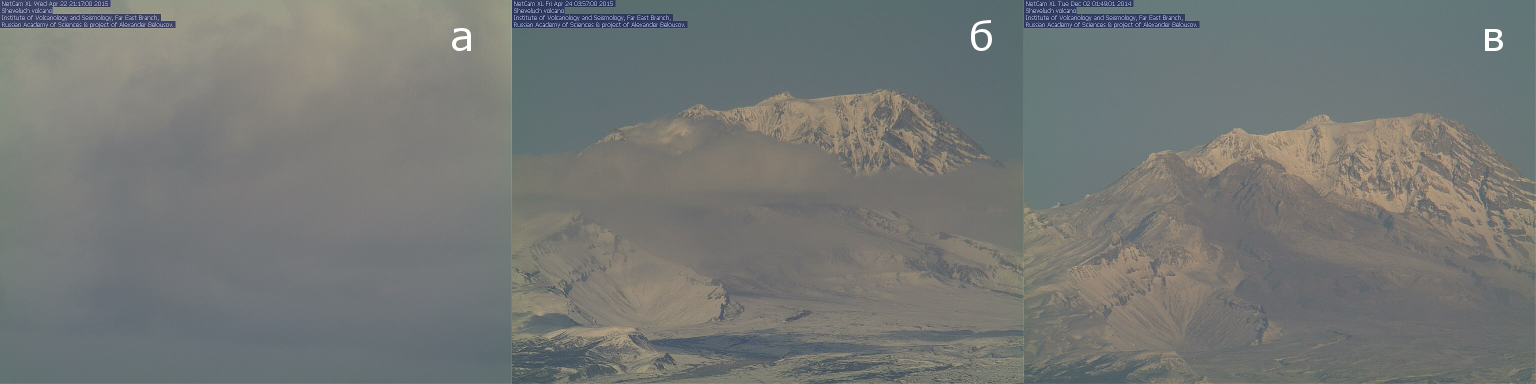 NetCam XL Wed Apr 22 21:17:00 2015
Sheveluch volcano
Institute of Volcanology and Seismology, Far East Branch,
Russian Academy of Sciences & project of Alexander Belousov.
а
NetCam XL Fri Apr 24 03:57:00 2015
Sheveluch volcano
Institute of Volcanology and Seismology, Far East Branch,
Russian Academy of Sciences & project of Alexander Belousov.
б
NetCam XL Tue Dec 02 01:49:01 2014
Sheveluch volcano
Institute of Volcanology and Seismology, Far East Branch,
Russian Academy of Sciences & project of Alexander Belousov.
в